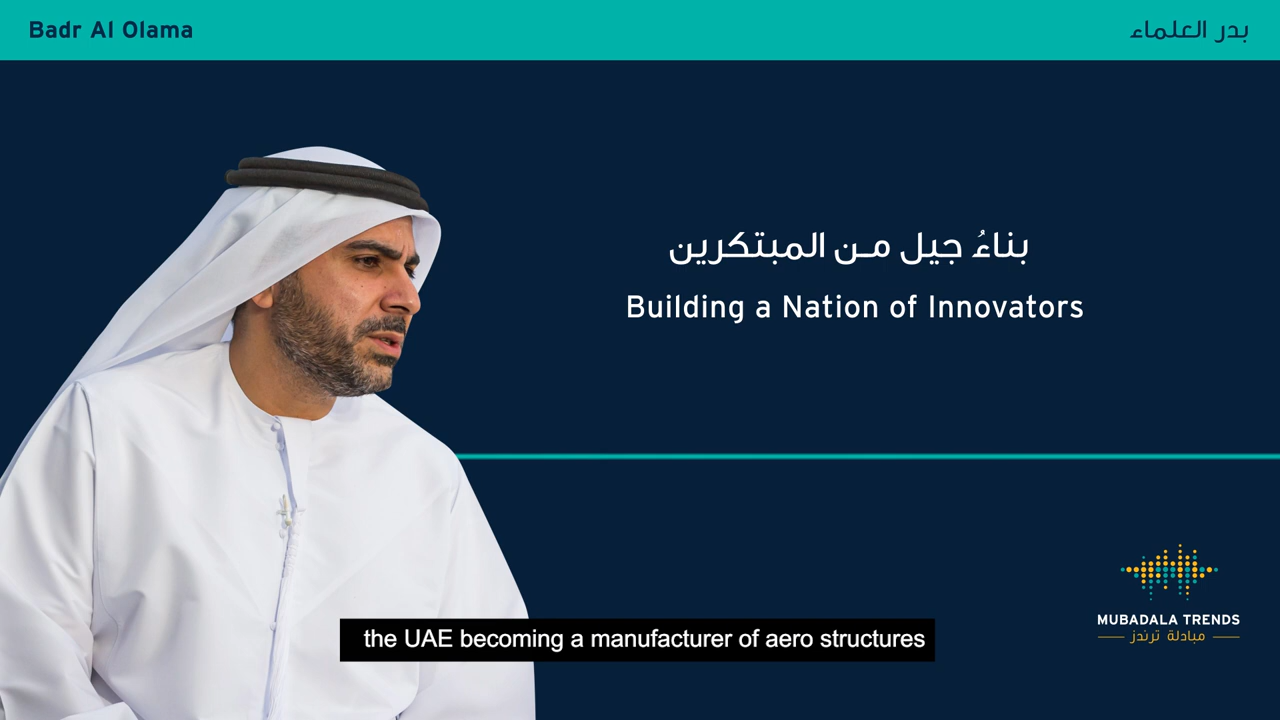 Badr Al Olama
بدر العلماء
بناءُ جيل من المبتكرين
Building a Nation of Innovators
MUBADALA TRENDS
مبادلة ترندز
the UAE becoming a manufacturer of aero structures